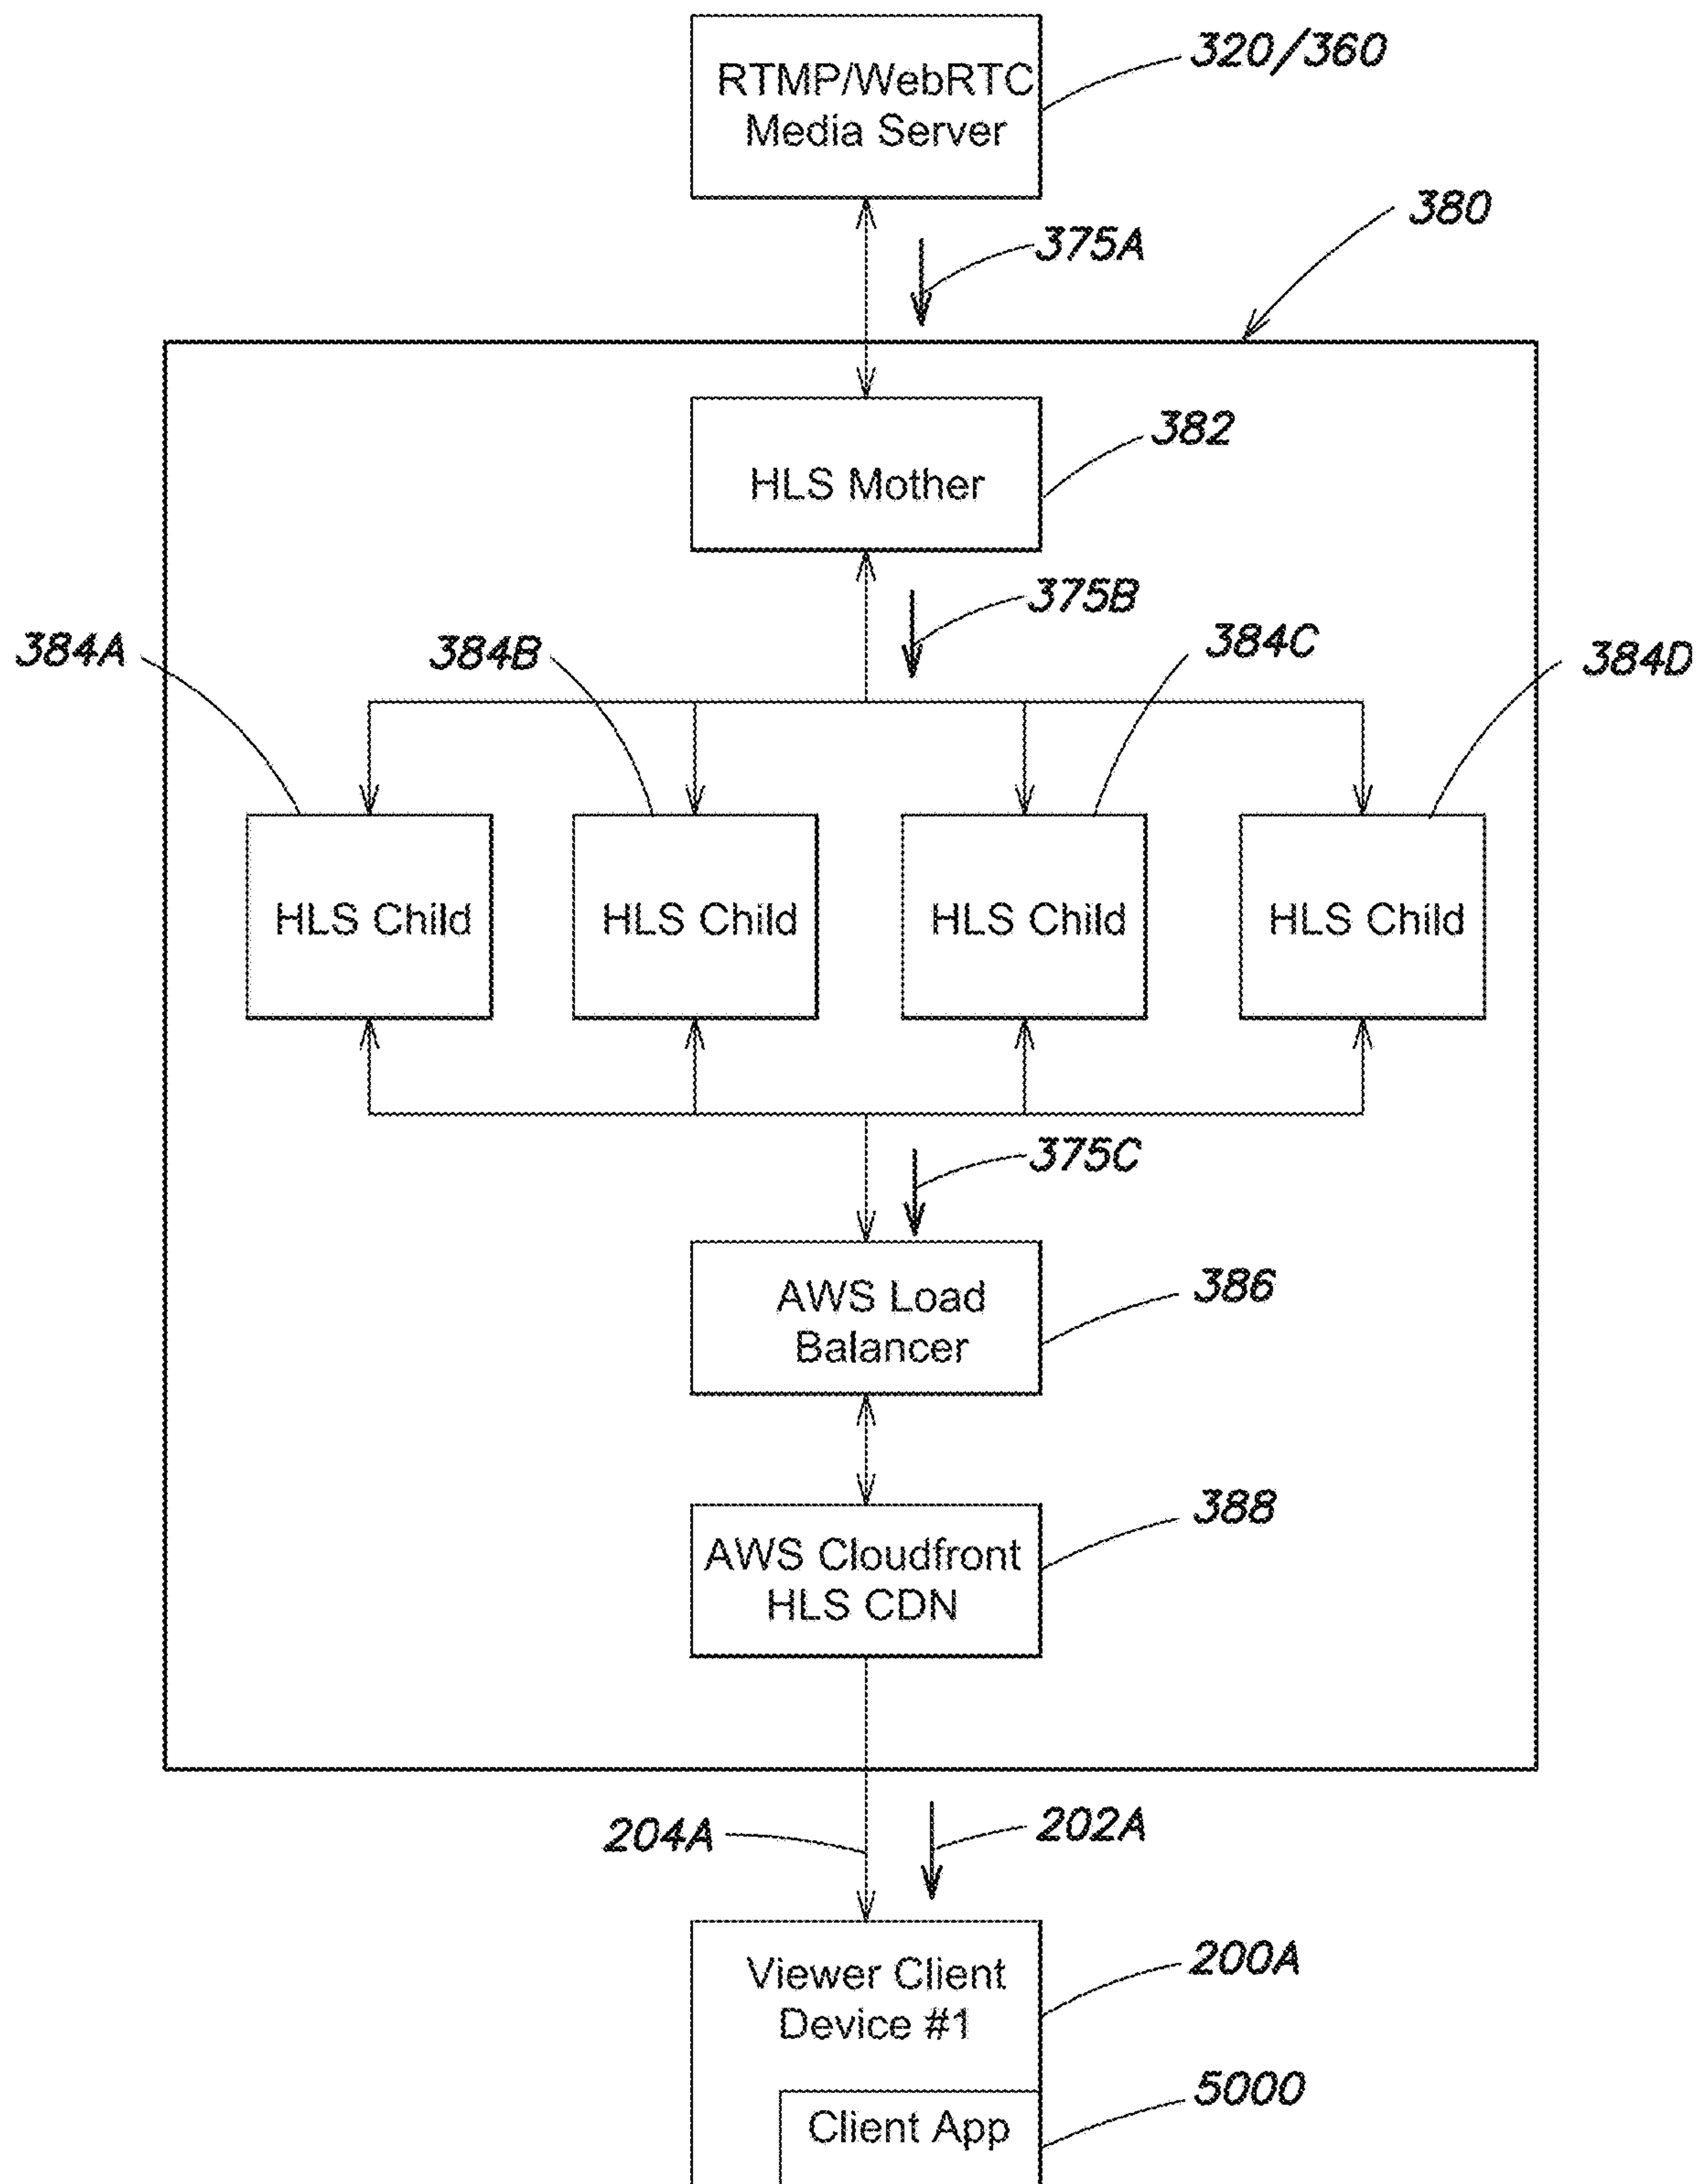 RTMP/WebRTC
Media Server
320/360
380
375A
382
HLS Mother
375B
384A
384B
384C
384D
HLS Child
HLS Child
HLS Child
HLS Child
375C
AWS Load
Balancer
386
388
AWS Cloudfront
HLS CDN
204A
202A
Viewer Client
Device #1
200A
5000
Client App